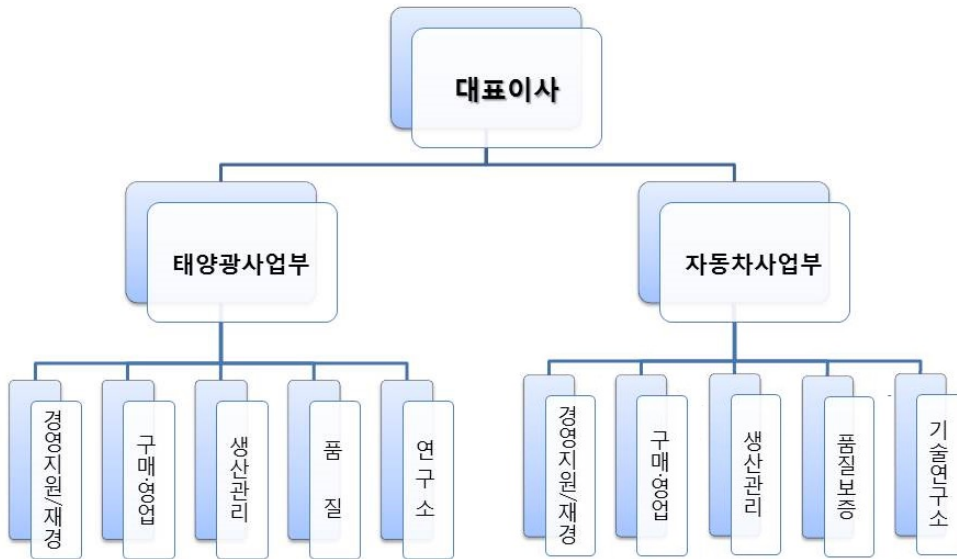 대표이사
태양광사업부
자동차사업부
경영지원/재경
구매·영업
생산관리
품 질
연구소
경영지원/재경
구매·영업
생산관리
품질보증
기술연구소